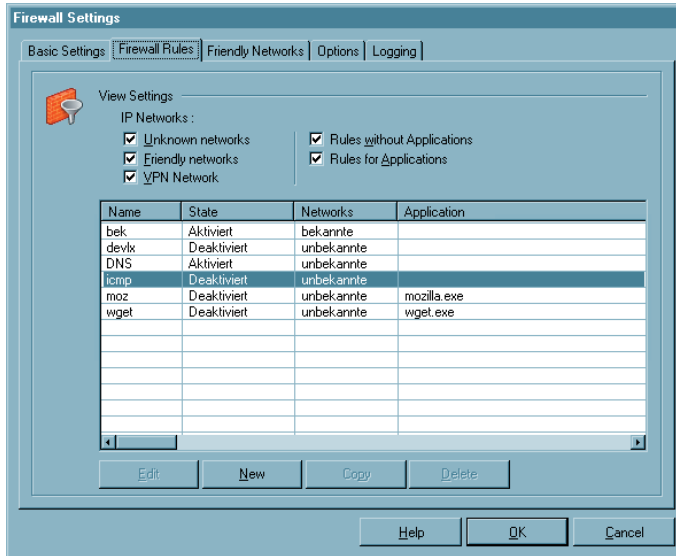 Firewall Settings
Basic Settings Firewall Rules Friendly Networks Options Logging
View Settings
IP Networks :
Unknown networks Rules without Applications
Friendly networks Rules for Applications
VPN Network
Name State Networks Application
bek Aktiviert bekannte
devlx Deaktiviert unbekannte
DNS Aktiviert unbekannte
icmp Deaktiviert unbekannte
moz Deaktiviert unbekannte mozilla.exe
wget Deaktiviert unbekannte wget.exe
Edit New Copy Delete
Help OK Cancel